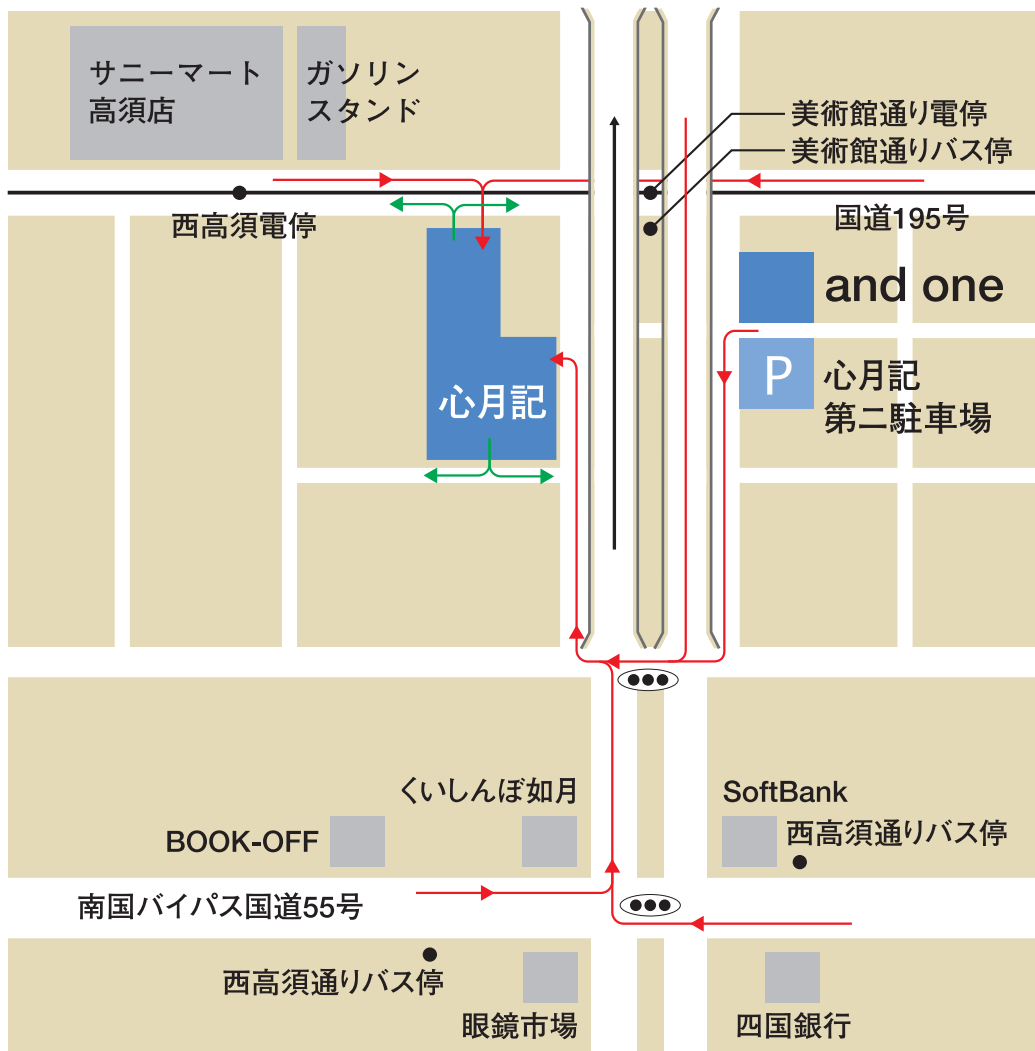 サニーマート
高須店
ガソリン
スタンド
美術館通り電停
美術館通りバス停
西高須電停
国道195号
and one
P
心月記
第二駐車場
心月記
くいしんぼ如月
SoftBank
BOOK-OFF
西高須通りバス停
南国バイパス国道55号
西高須通りバス停
眼鏡市場
四国銀行